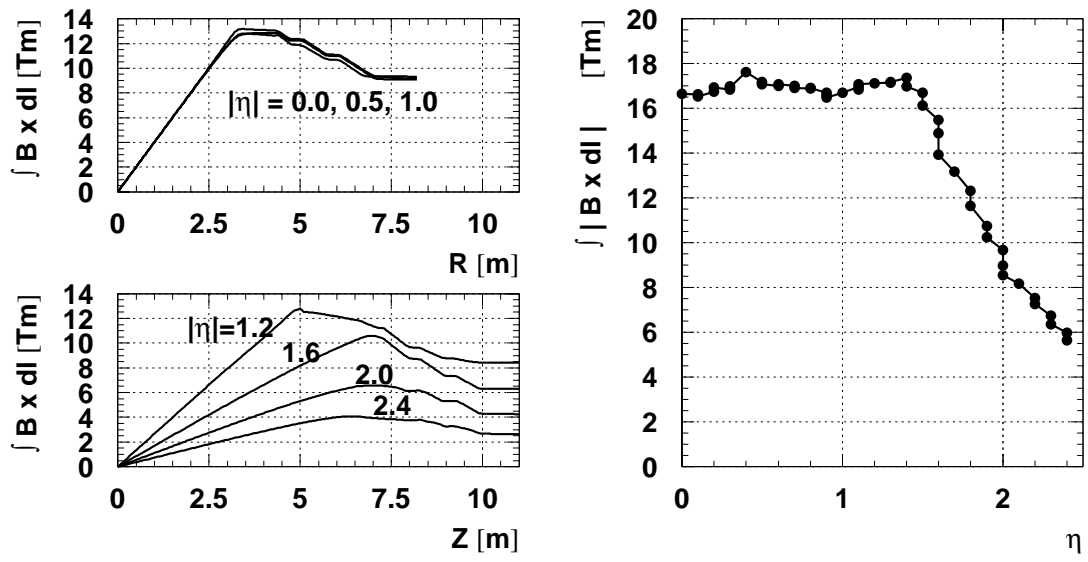 ∫ B x dl [Tm]
14
12
10
8
6
4
2
0
|η| = 0.0, 0.5, 1.0
0 2.5 5 7.5 10
R [m]
∫ B x dl [Tm]
14
12
10
8
6
4
2
0
|η|=1.2
1.6
2.0
2.4
0 2.5 5 7.5 10
Z [m]
∫ | B x dl | [Tm]
20
18
16
14
12
10
8
6
4
2
0
0 1 2
η